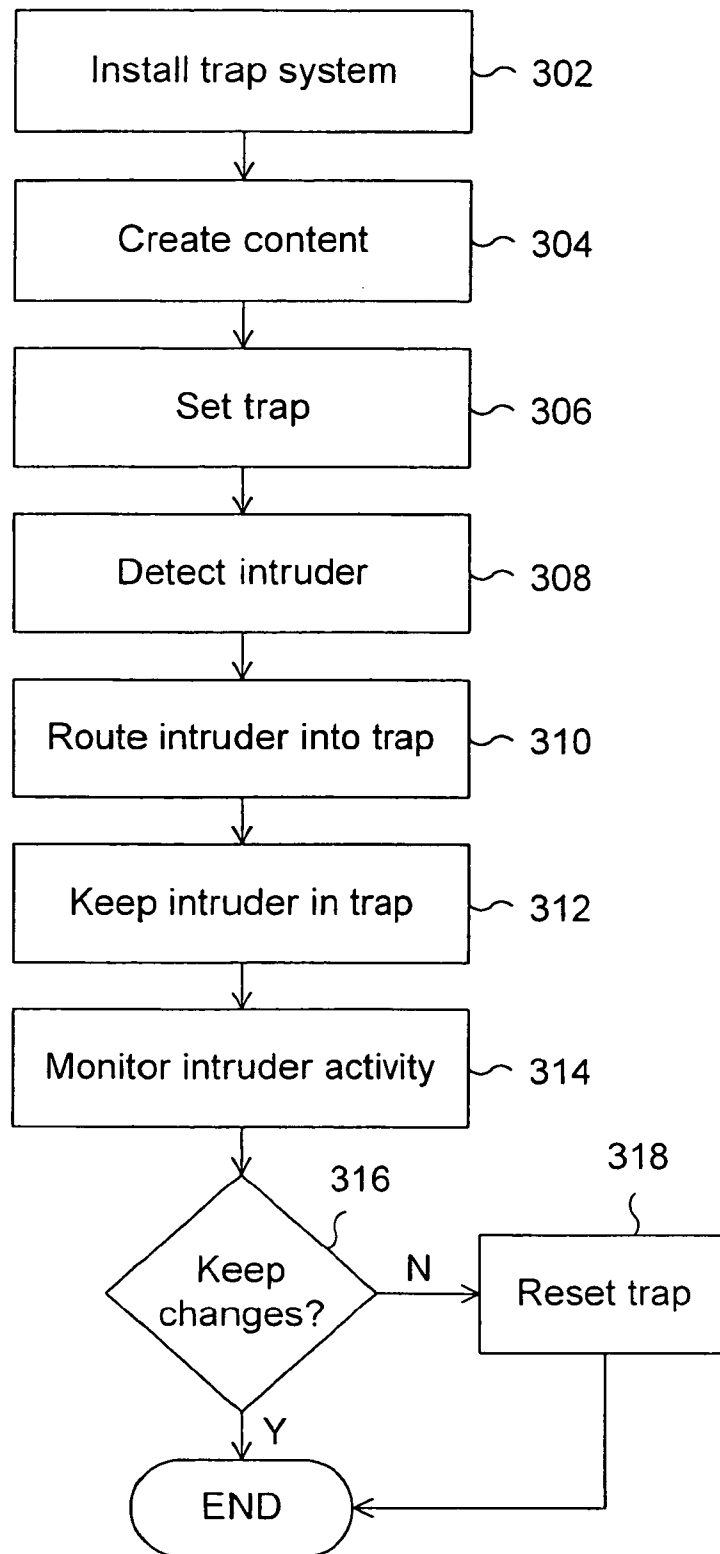 Install trap system 302
Create content 304
Set trap 306
Detect intruder 308
Route intruder into trap 310
Keep intruder in trap 312
Monitor intruder activity 314
316
318
Keep
changes?
N
Reset trap
Y
END